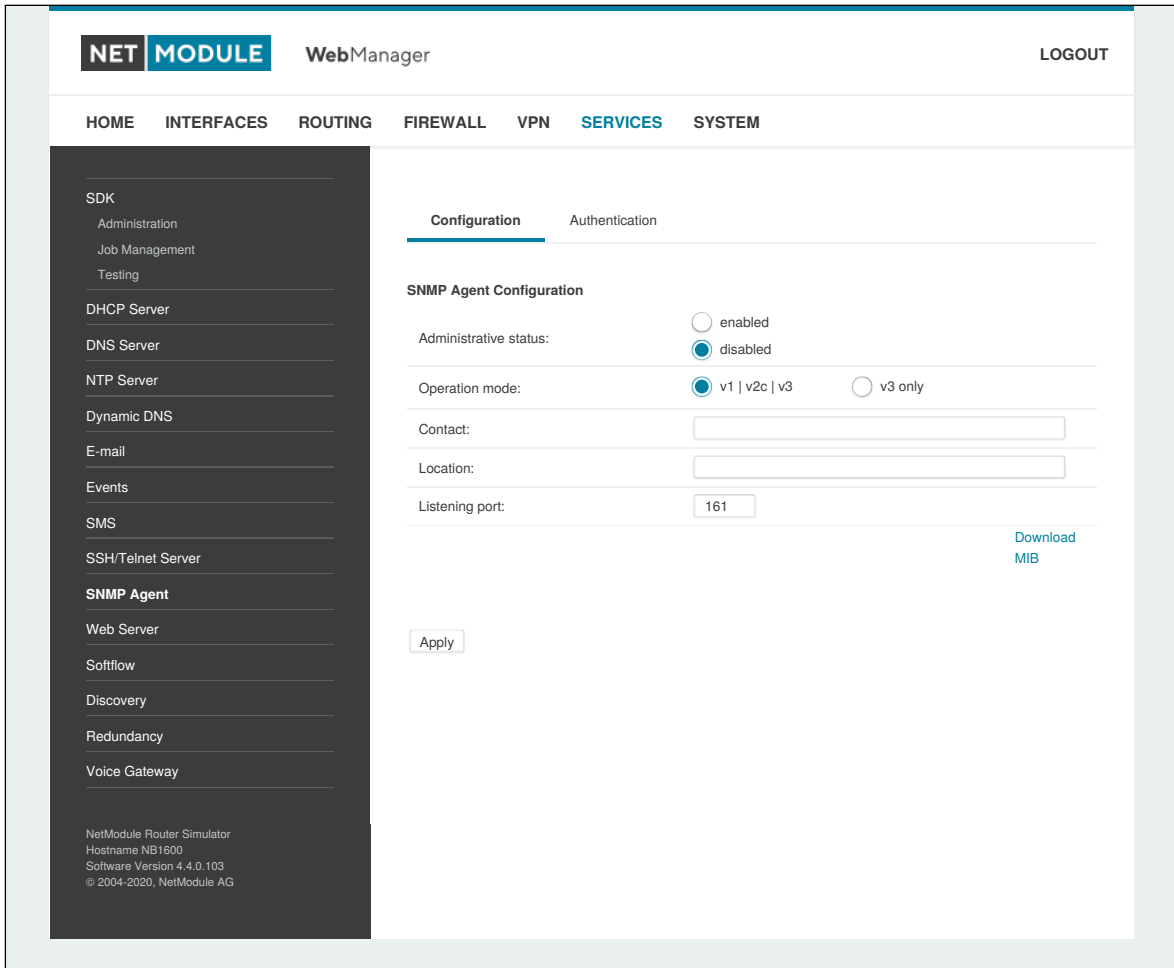 NET MODULE WebManager LOGOUT
HOME INTERFACES ROUTING FIREWALL VPN SERVICES SYSTEM
SDK
Administration
Job Management
Testing
DHCP Server
DNS Server
NTP Server
Dynamic DNS
E-mail
Events
SMS
SSH/Telnet Server
SNMP Agent
Web Server
Softflow
Discovery
Redundancy
Voice Gateway
NetModule Router Simulator
Hostname NB1600
Software Version 4.4.0.103
© 2004-2020, NetModule AG
Configuration Authentication
SNMP Agent Configuration
Administrative status:
enabled
disabled
Operation mode: v1 | v2c | v3 v3 only
Contact:
Location:
Listening port: 161
Download
MIB
Apply